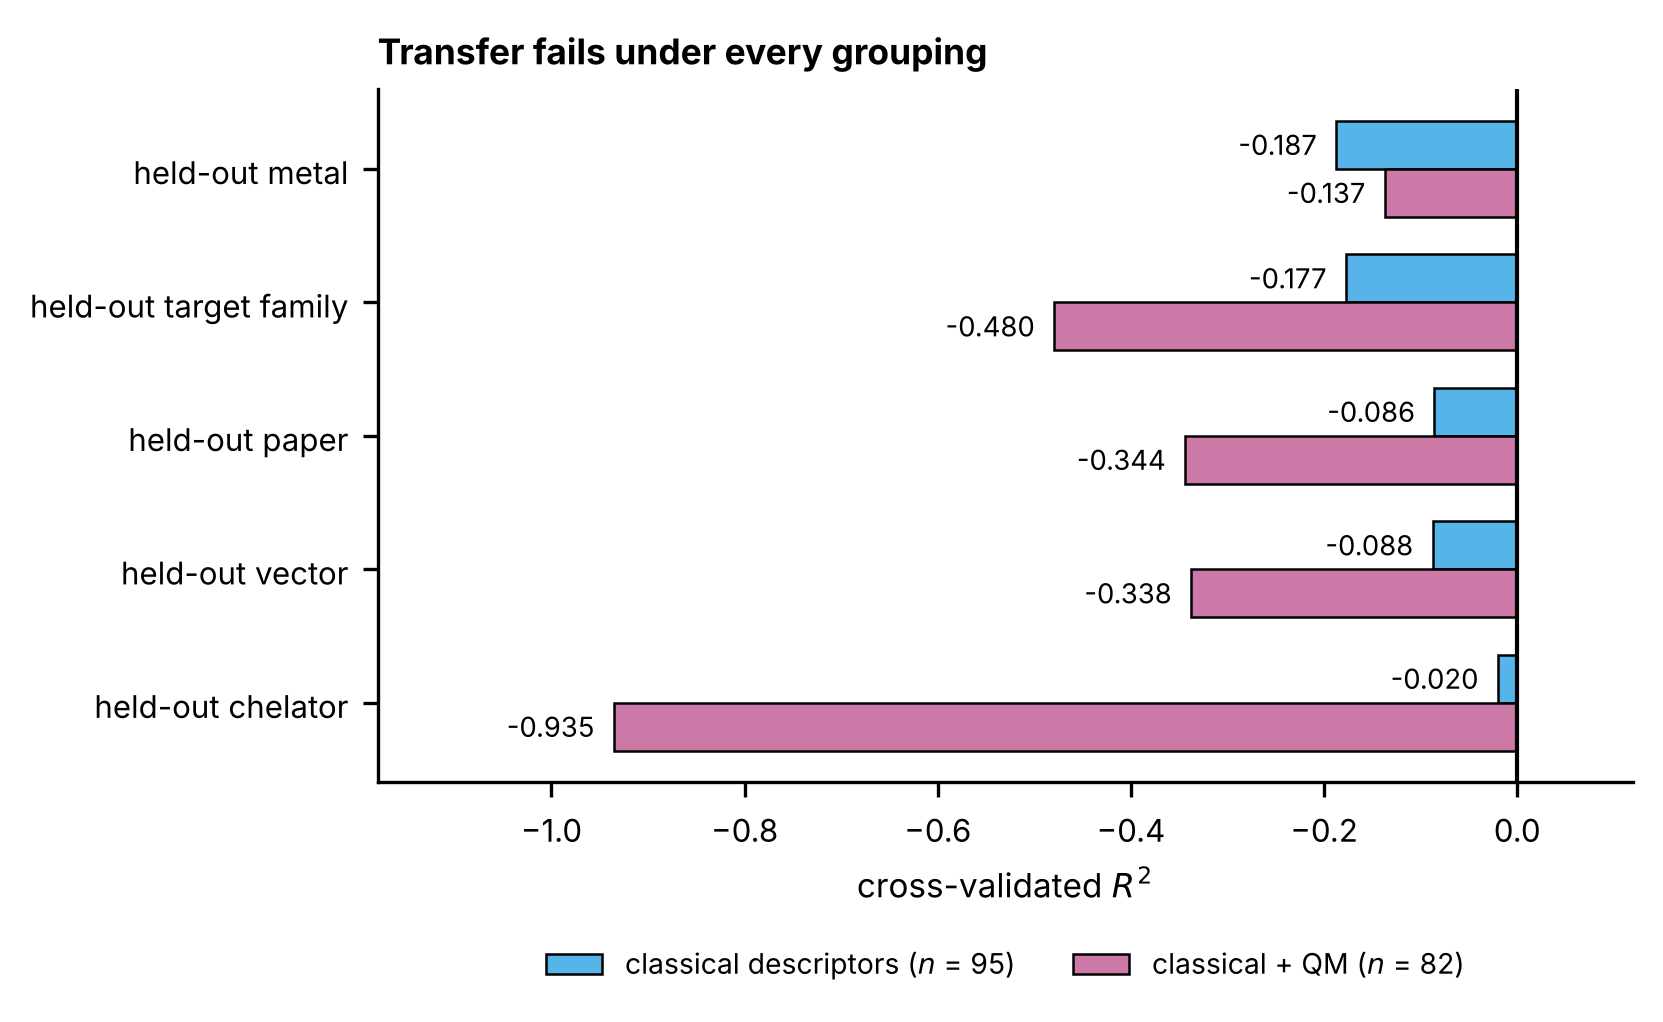 Transfer fails under every grouping
held-out metal
-0.187
-0.137
held-out target family
-0.177
-0.480
held-out paper
-0.086
-0.344
held-out vector
-0.088
-0.338
held-out chelator
-0.020
-0.935
−1.0 −0.8 −0.6 −0.4 −0.2 0.0
cross-validated R²
classical descriptors (n = 95) classical + QM (n = 82)